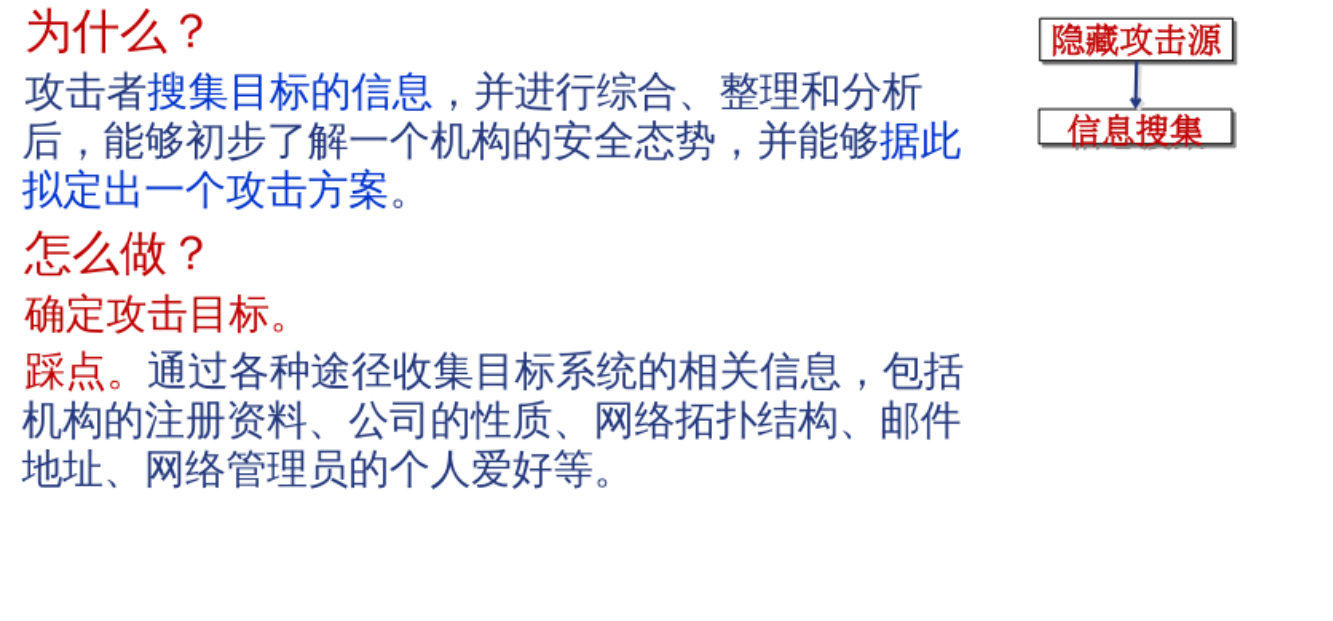 为什么？
攻击者搜集目标的信息，并进行综合、整理和分析
后，能够初步了解一个机构的安全态势，并能够据此
拟定出一个攻击方案。
怎么做？
确定攻击目标。
踩点。通过各种途径收集目标系统的相关信息，包括
机构的注册资料、公司的性质、网络拓扑结构、邮件
地址、网络管理员的个人爱好等。
隐藏攻击源
信息搜集